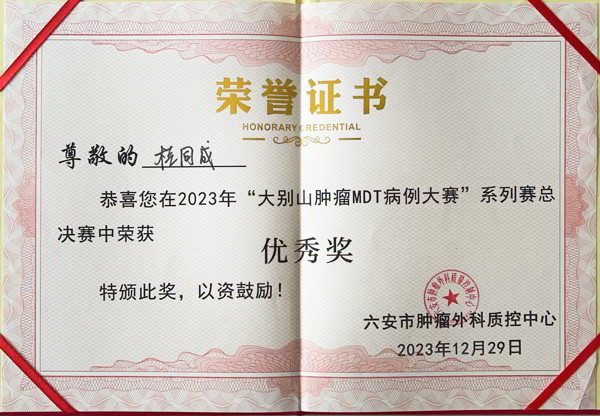 荣誉证书
HONORARY CREDENTIAL
尊敬的 桂同成
恭喜您在2023年“大别山肿瘤MDT病例大赛”系列赛总
决赛中荣获
优秀奖
特颁此奖，以资鼓励！
六安市肿瘤外科质控中心
2023年12月29日